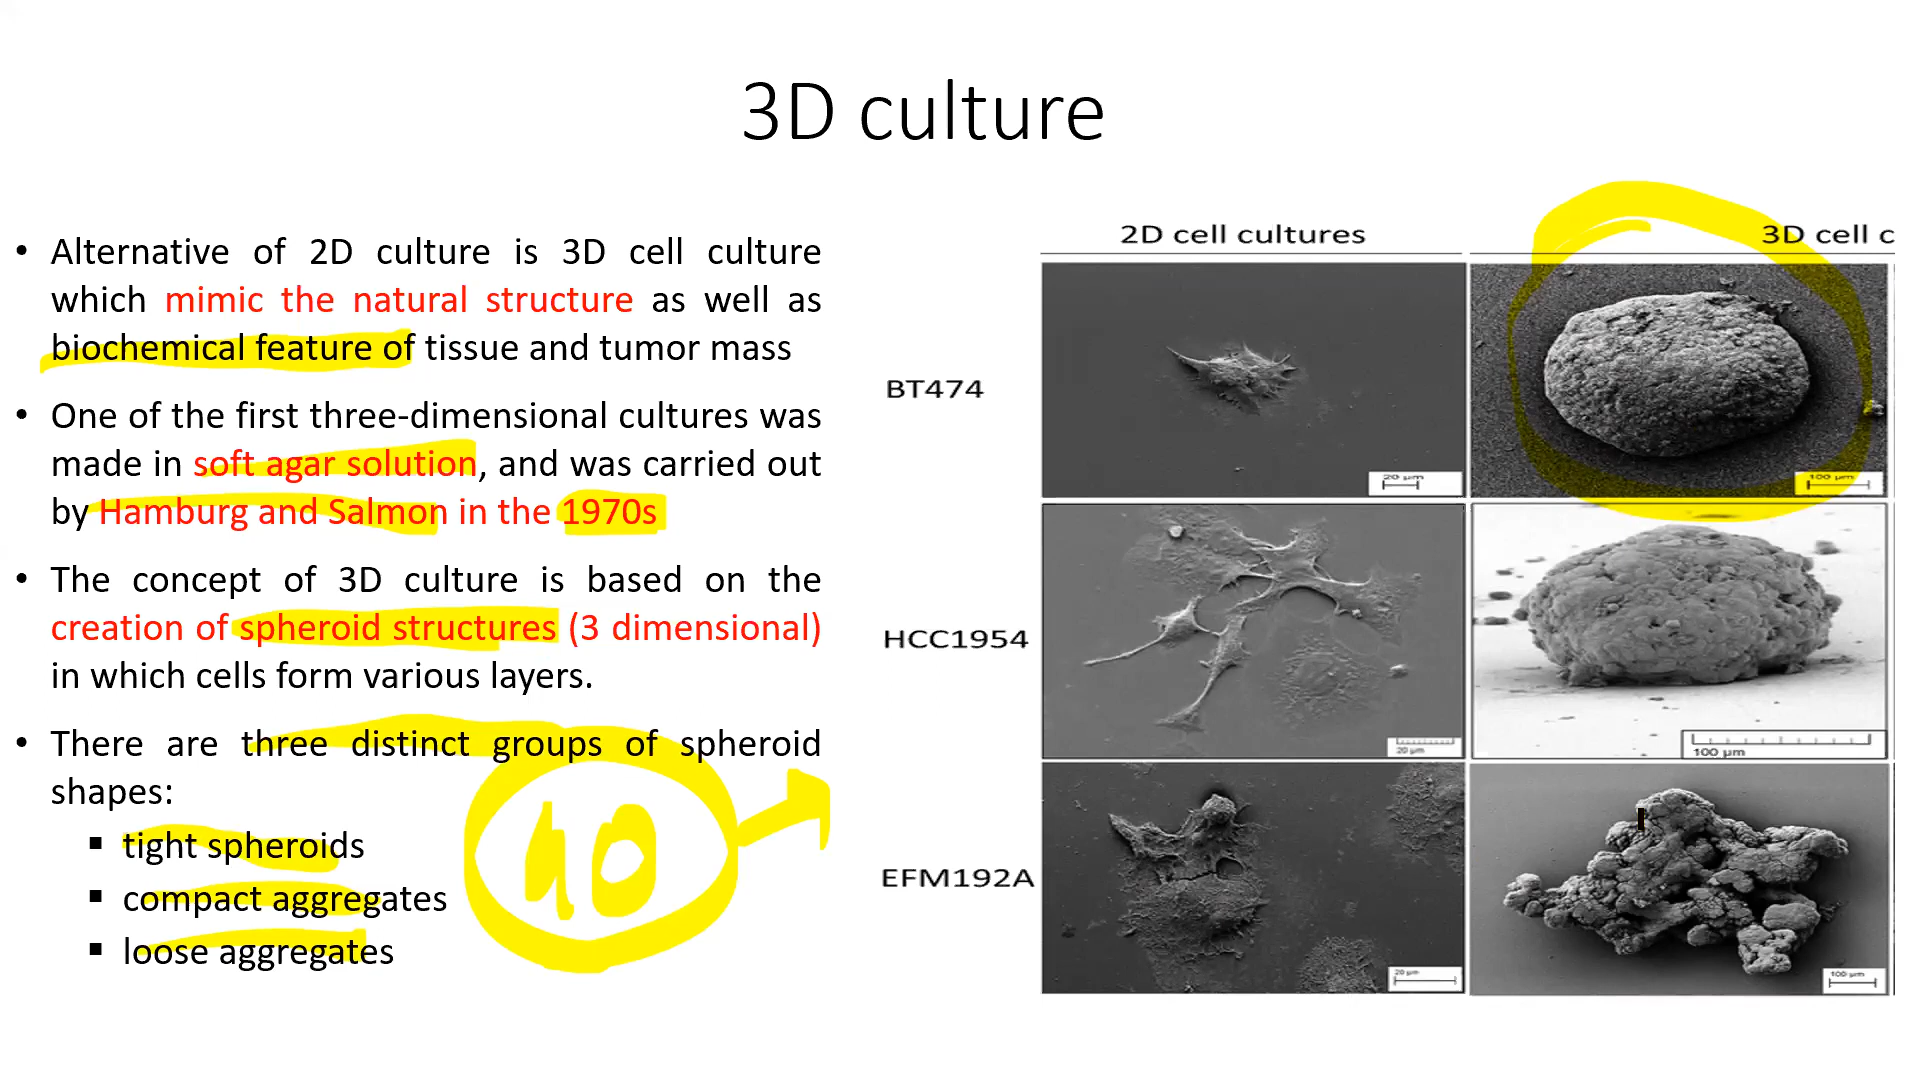 3D culture
• Alternative of 2D culture is 3D cell culture
which mimic the natural structure as well as
biochemical feature of tissue and tumor mass
• One of the first three-dimensional cultures was
made in soft agar solution, and was carried out
by Hamburg and Salmon in the 1970s
• The concept of 3D culture is based on the
creation of spheroid structures (3 dimensional)
in which cells form various layers.
• There are three distinct groups of spheroid
shapes:
▪ tight spheroids
▪ compact aggregates
▪ loose aggregates
2D cell cultures
3D cell c
BT474
20 µm
100 µm
HCC1954
20 µm
100 µm
EFM192A
20 µm
100 µm